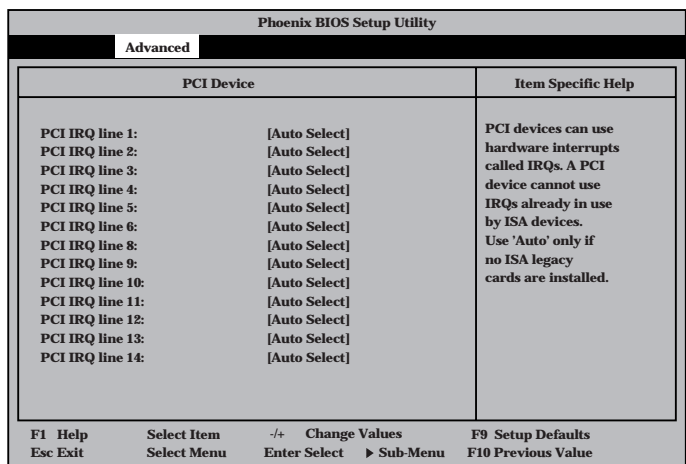 Phoenix BIOS Setup Utility
Advanced
PCI Device
Item Specific Help
PCI IRQ line 1: [Auto Select]
PCI IRQ line 2: [Auto Select]
PCI IRQ line 3: [Auto Select]
PCI IRQ line 4: [Auto Select]
PCI IRQ line 5: [Auto Select]
PCI IRQ line 6: [Auto Select]
PCI IRQ line 8: [Auto Select]
PCI IRQ line 9: [Auto Select]
PCI IRQ line 10: [Auto Select]
PCI IRQ line 11: [Auto Select]
PCI IRQ line 12: [Auto Select]
PCI IRQ line 13: [Auto Select]
PCI IRQ line 14: [Auto Select]
PCI devices can use
hardware interrupts
called IRQs. A PCI
device cannot use
IRQs already in use
by ISA devices.
Use 'Auto' only if
no ISA legacy
cards are installed.
F1 Help Select Item -/+ Change Values F9 Setup Defaults
Esc Exit Select Menu Enter Select ▶ Sub-Menu F10 Previous Value